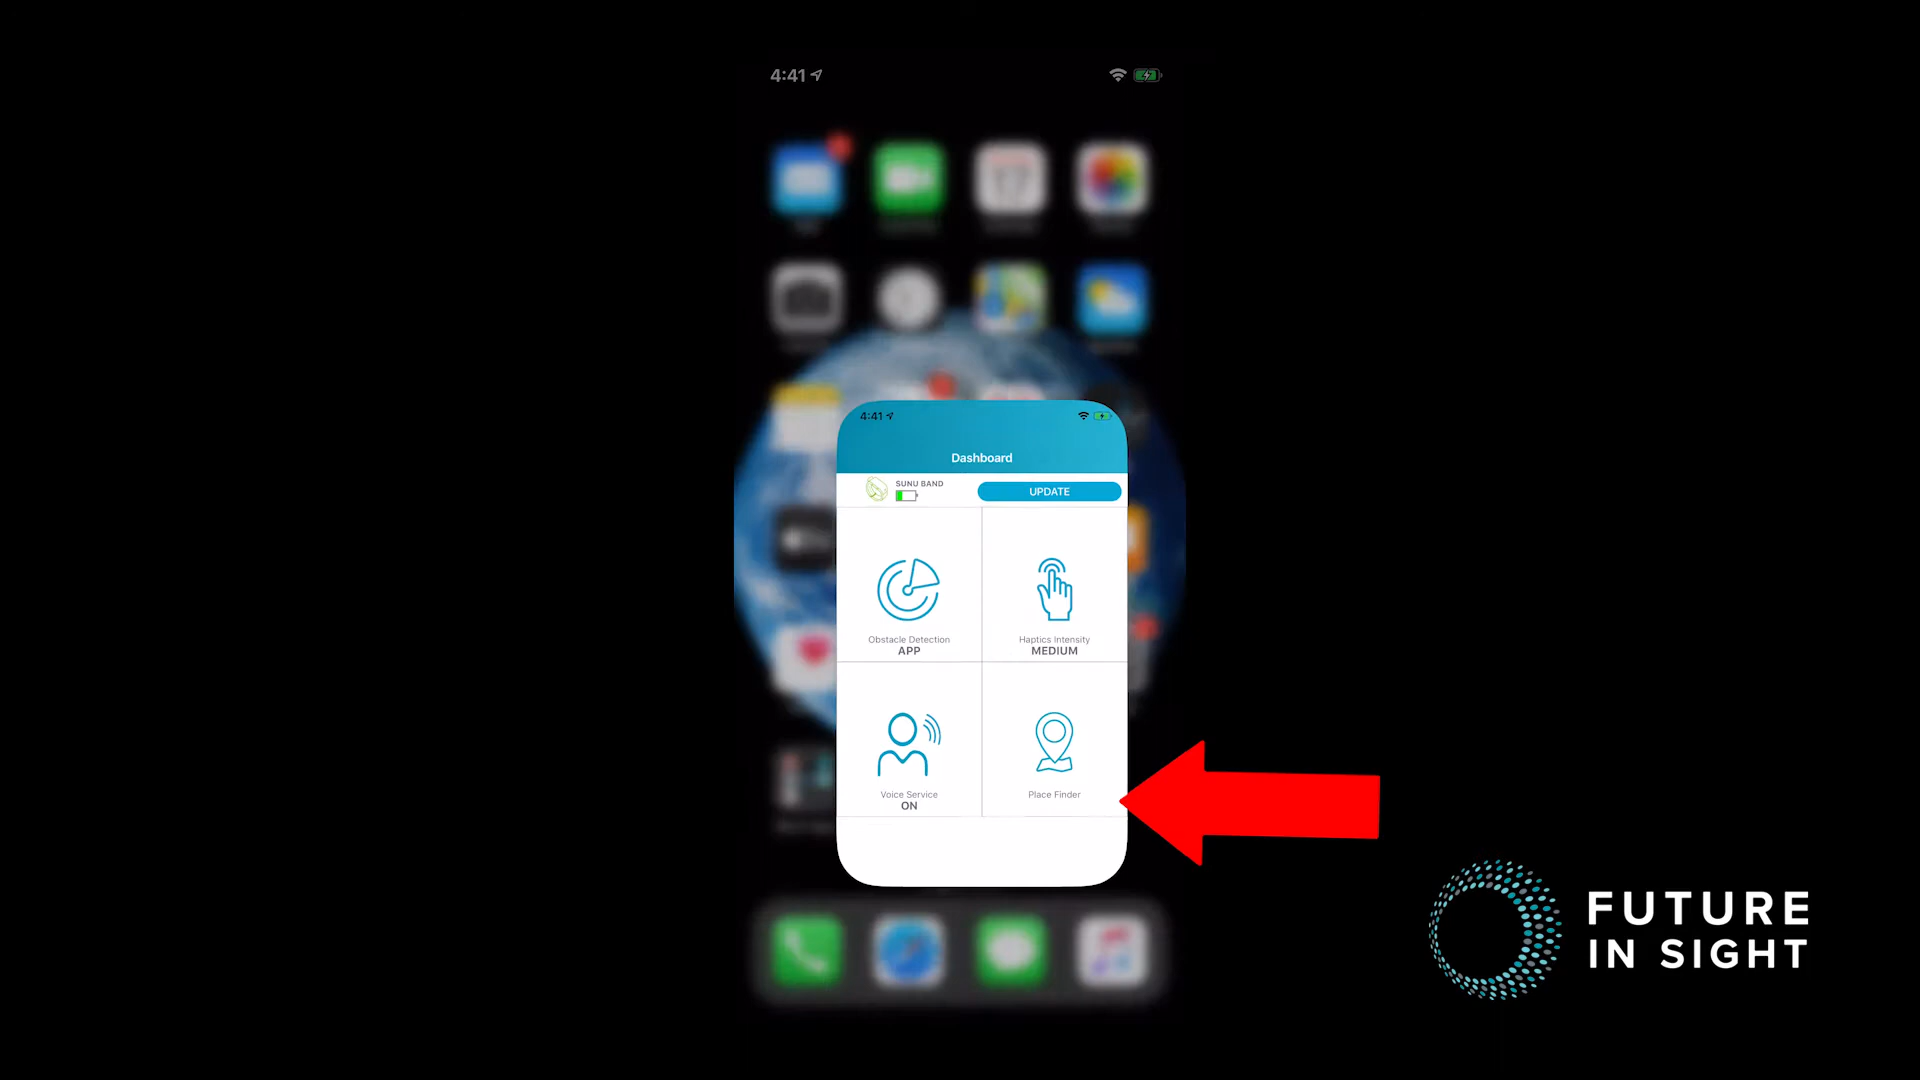 4:41
4:41
Dashboard
SUNU BAND
UPDATE
Obstacle Detection
APP
Haptics Intensity
MEDIUM
Voice Service
ON
Place Finder
FUTURE
IN SIGHT